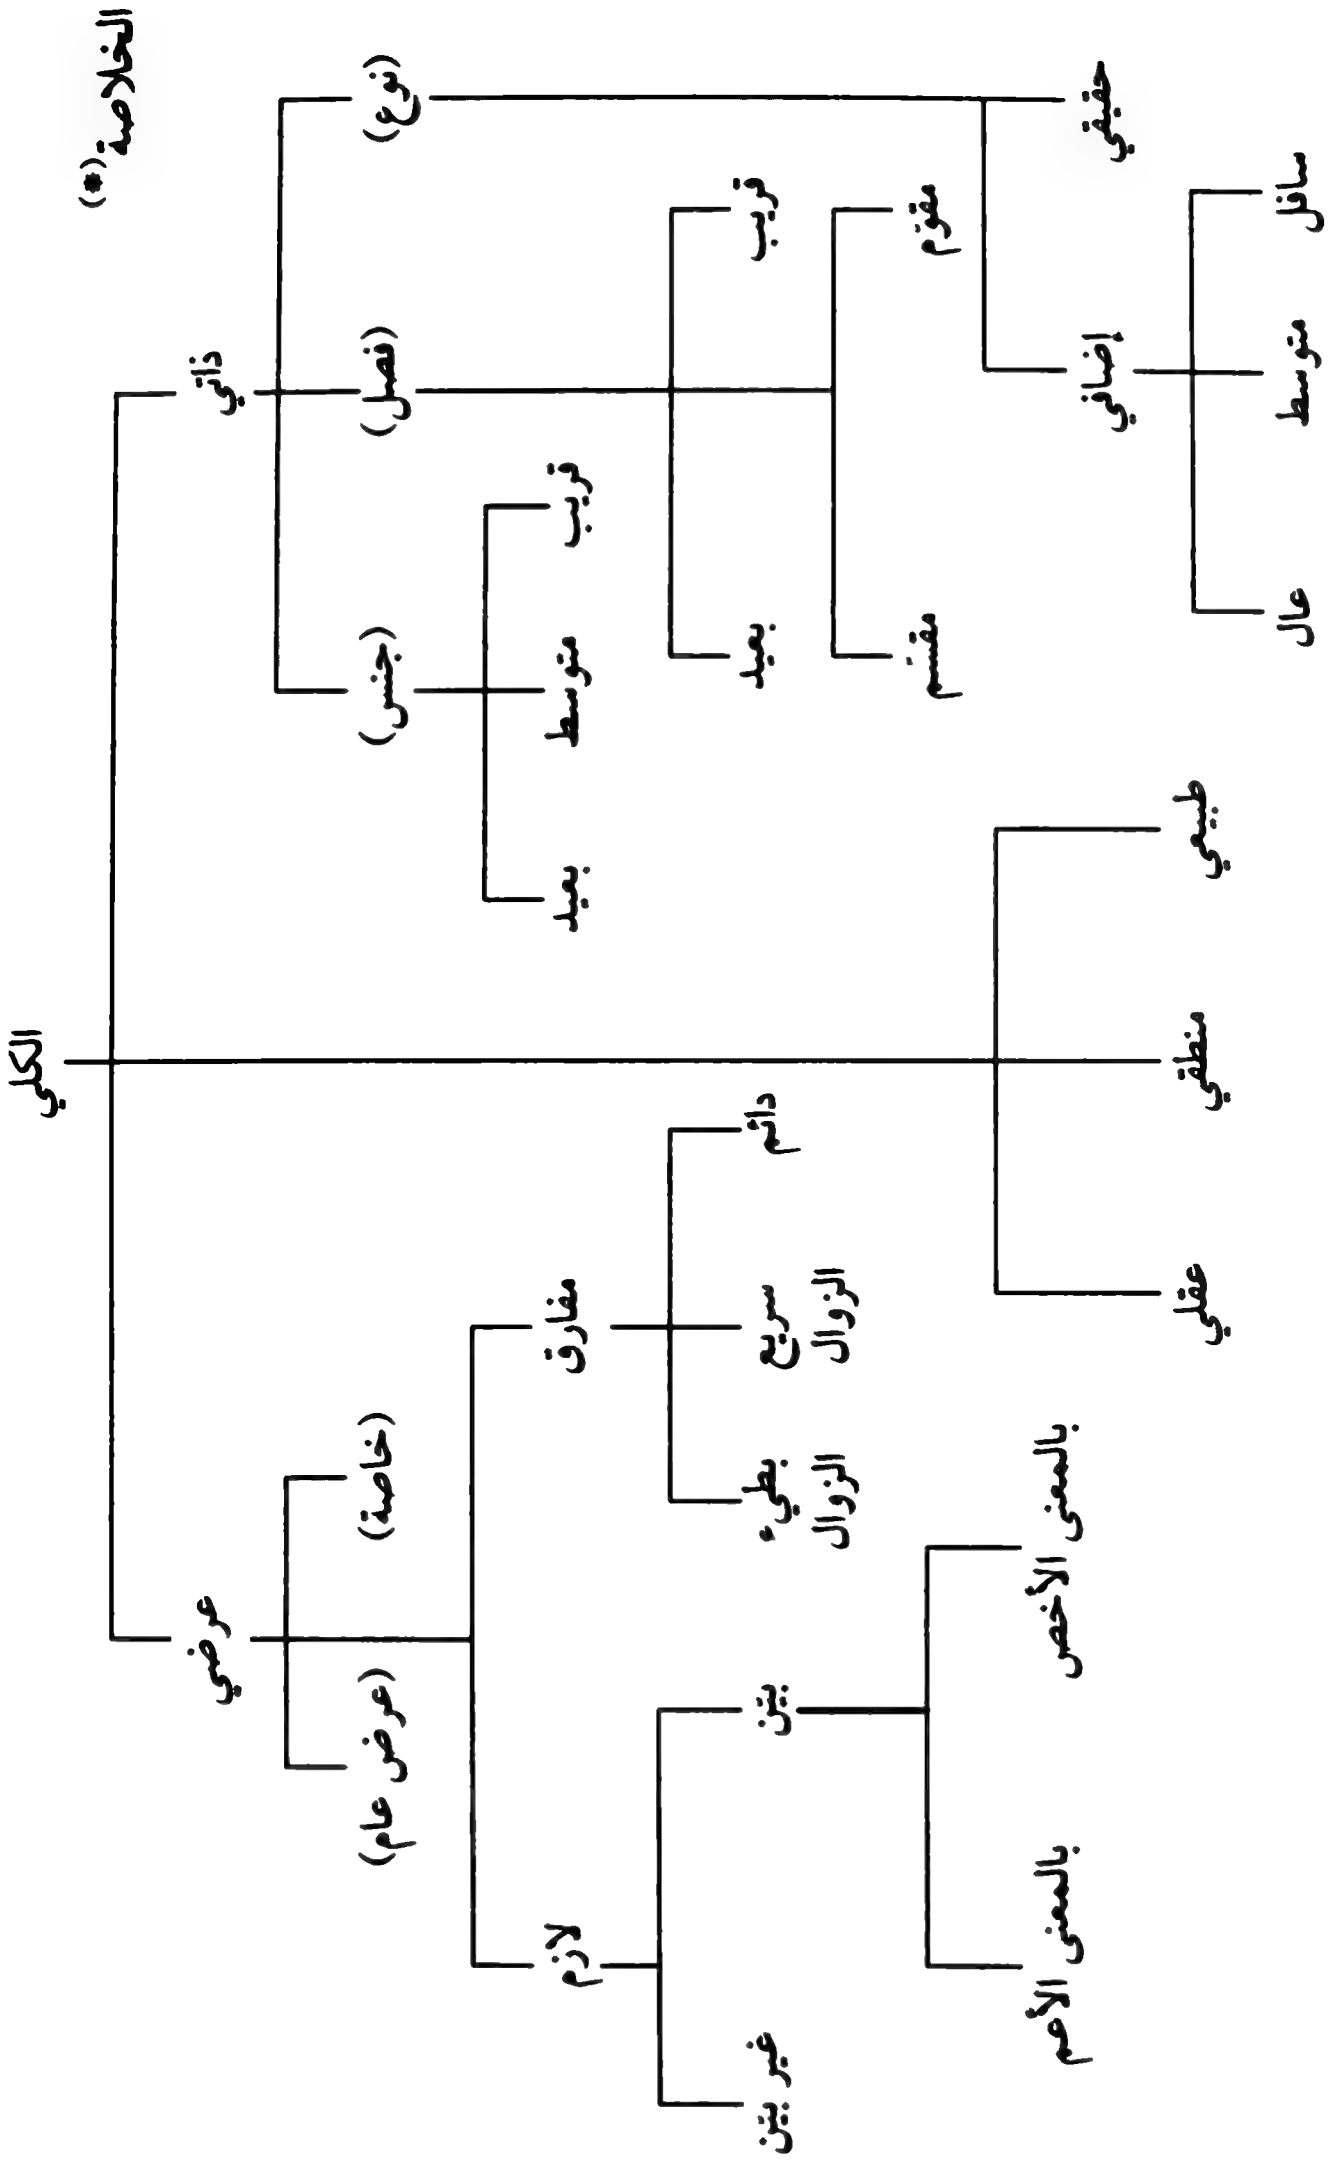 الخلاصة(*)
الكلي
ذاتي
عرضي
(نوع)
(فصل)
(جنس)
(خاصة)
(عرض عام)
قريب
متوسط
بعيد
مفارق
لازم
قريب
بعيد
دائم
سريع
الزوال
بطيء
الزوال
بيّن
غير بيّن
مقوّم
مقسّم
حقيقي
إضافي
بالمعنى الأخص
بالمعنى الأعم
طبيعي
منطقي
عقلي
سافل
متوسط
عال